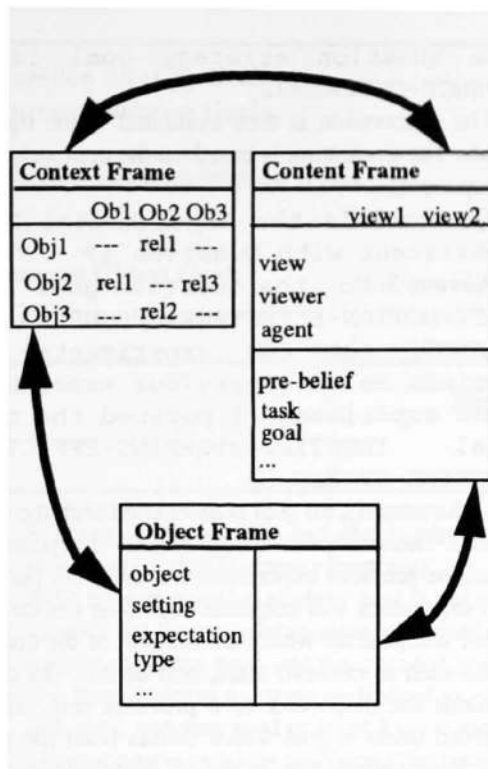 Context Frame
Ob1 Ob2 Ob3
Obj1 --- rel1 ---
Obj2 rel1 --- rel3
Obj3 --- rel2 ---
Content Frame
view1 view2
view
viewer
agent
pre-belief
task
goal
...
Object Frame
object
setting
expectation
type
...